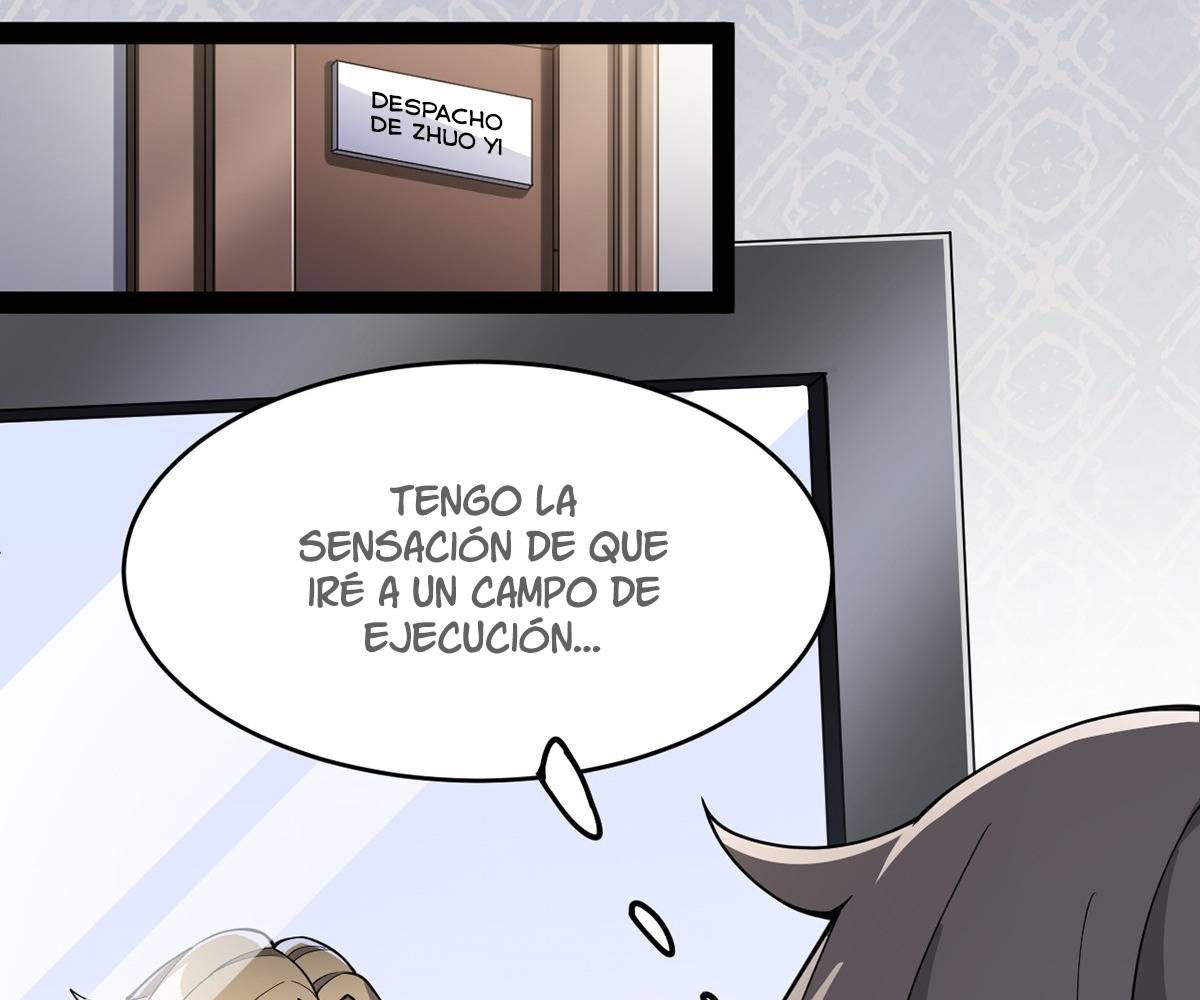 DESPACHO
DE ZHUO YI
TENGO LA
SENSACIÓN DE QUE
IRÉ A UN CAMPO DE
EJECUCIÓN...